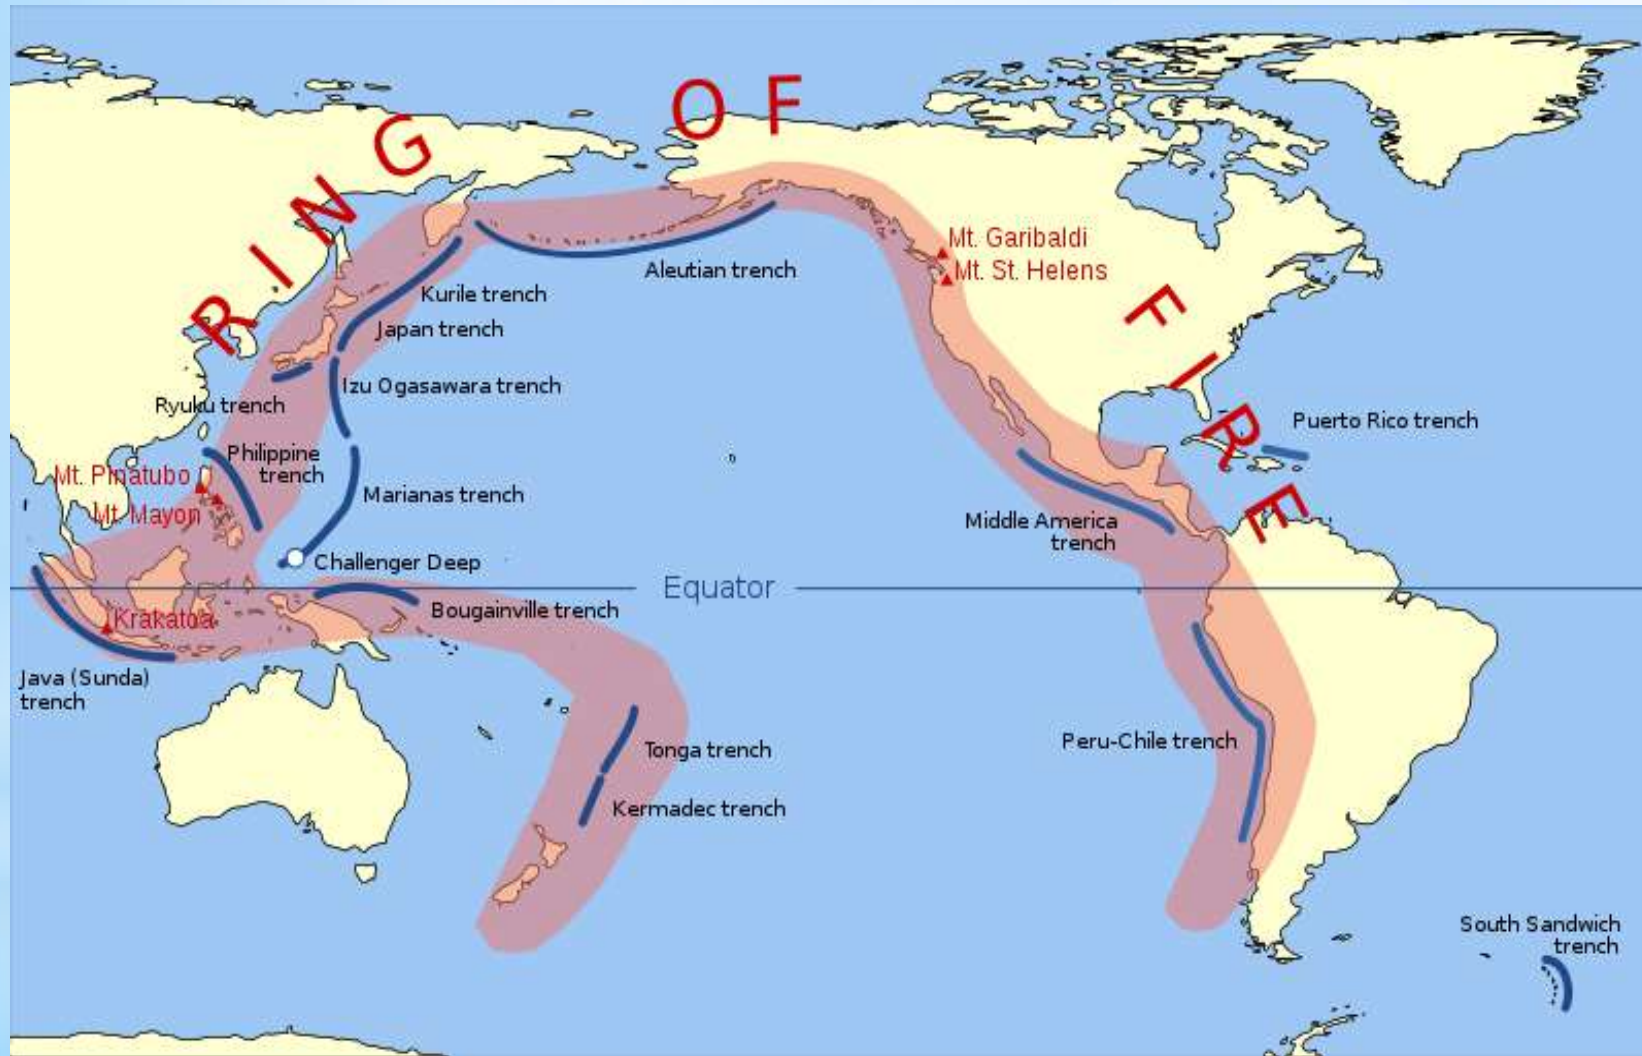 RING OF FIRE
Mt. Garibaldi
Mt. St. Helens
Aleutian trench
Kurile trench
Japan trench
Izu Ogasawara trench
Ryuku trench
Puerto Rico trench
Philippine
trench
Mt. Pinatubo
Mt. Mayon
Marianas trench
Middle America
trench
Challenger Deep
Equator
Bougainville trench
Krakatoa
Java (Sunda)
trench
Tonga trench
Peru-Chile trench
Kermadec trench
South Sandwich
trench